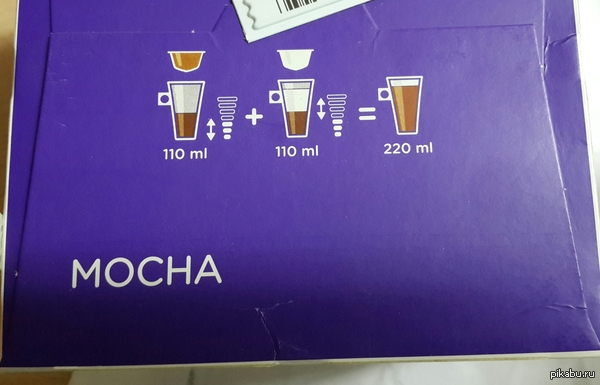 + =
110 ml 110 ml 220 ml
MOCHA
pikabu.ru